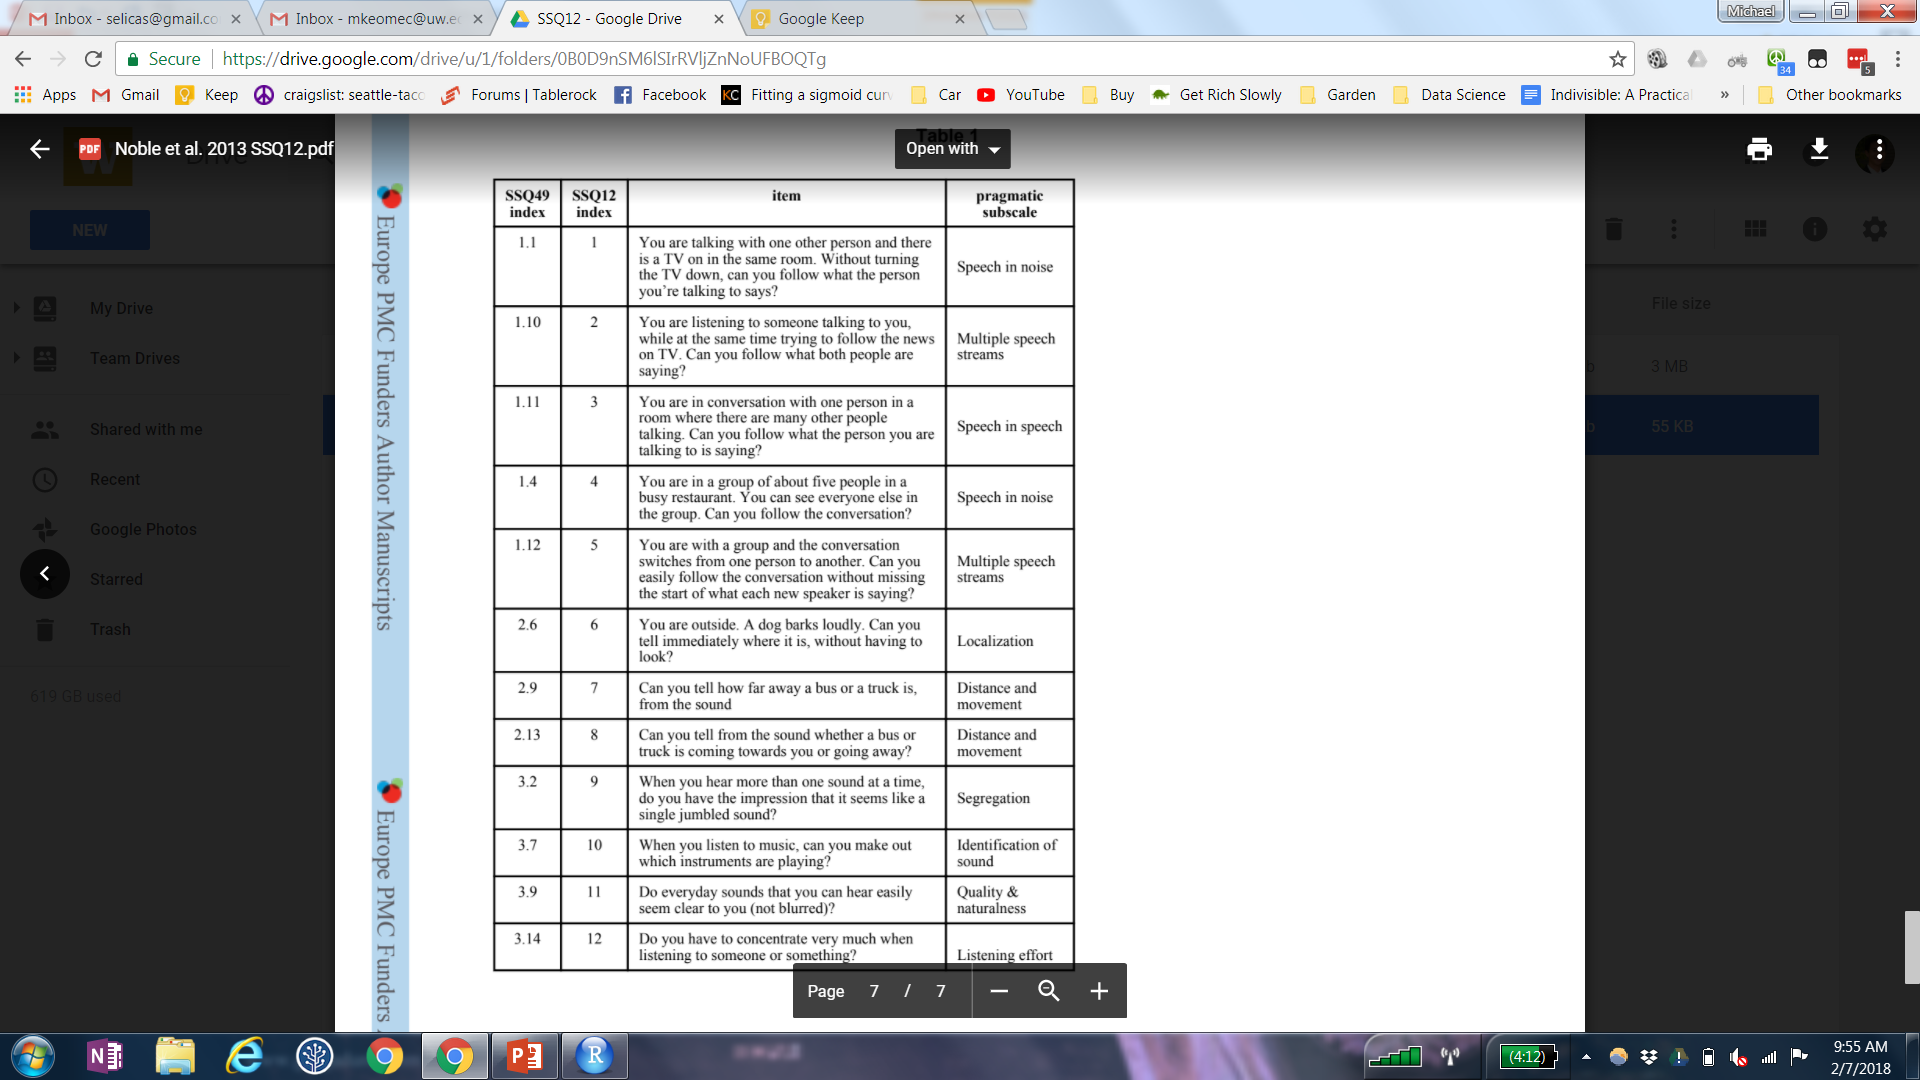 Inbox - selicas@gmail.co
Inbox - mkeomec@uw.e
SSQ12 - Google Drive
Google Keep
Michael
Secure
https://drive.google.com/drive/u/1/folders/0B0D9nSM6lSIrRVljZnNoUFBOQTg
34
5
Apps
Gmail
Keep
craigslist: seattle-taco
Forums | Tablerock
Facebook
KC
Fitting a sigmoid curv
Car
YouTube
Buy
Get Rich Slowly
Garden
Data Science
Indivisible: A Practica
»
Other bookmarks
PDF
Noble et al. 2013 SSQ12.pdf
Table 1
Open with
NEW
My Drive
Team Drives
Shared with me
Recent
Google Photos
Starred
Trash
619 GB used
File size
3 MB
55 KB
Europe PMC Funders Author Manuscripts
Europe PMC Funders
SSQ49 index
SSQ12 index
item
pragmatic subscale
1.1
1
You are talking with one other person and there
is a TV on in the same room. Without turning
the TV down, can you follow what the person
you're talking to says?
Speech in noise
1.10
2
You are listening to someone talking to you,
while at the same time trying to follow the news
on TV. Can you follow what both people are
saying?
Multiple speech
streams
1.11
3
You are in conversation with one person in a
room where there are many other people
talking. Can you follow what the person you are
talking to is saying?
Speech in speech
1.4
4
You are in a group of about five people in a
busy restaurant. You can see everyone else in
the group. Can you follow the conversation?
Speech in noise
1.12
5
You are with a group and the conversation
switches from one person to another. Can you
easily follow the conversation without missing
the start of what each new speaker is saying?
Multiple speech
streams
2.6
6
You are outside. A dog barks loudly. Can you
tell immediately where it is, without having to
look?
Localization
2.9
7
Can you tell how far away a bus or a truck is,
from the sound
Distance and
movement
2.13
8
Can you tell from the sound whether a bus or
truck is coming towards you or going away?
Distance and
movement
3.2
9
When you hear more than one sound at a time,
do you have the impression that it seems like a
single jumbled sound?
Segregation
3.7
10
When you listen to music, can you make out
which instruments are playing?
Identification of
sound
3.9
11
Do everyday sounds that you can hear easily
seem clear to you (not blurred)?
Quality &
naturalness
3.14
12
Do you have to concentrate very much when
listening to someone or something?
Listening effort
Page 7 / 7
(4:12)
9:55 AM
2/7/2018